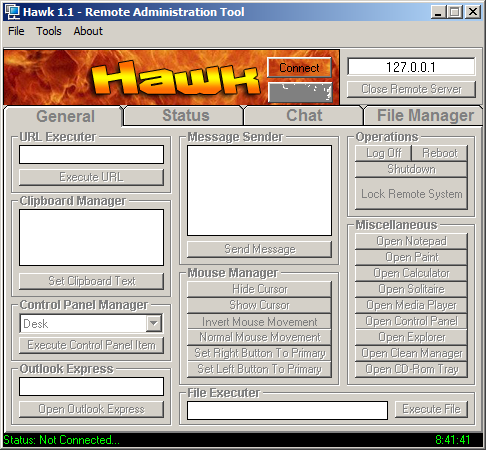 Hawk 1.1 - Remote Administration Tool
File Tools About
Hawk
Connect
127.0.0.1
Close Remote Server
General Status Chat File Manager
URL Executer
Execute URL
Clipboard Manager
Set Clipboard Text
Control Panel Manager
Desk
Execute Control Panel Item
Outlook Express
Open Outlook Express
Message Sender
Send Message
Mouse Manager
Hide Cursor
Show Cursor
Invert Mouse Movement
Normal Mouse Movement
Set Right Button To Primary
Set Left Button To Primary
File Executer
Execute File
Operations
Log Off Reboot
Shutdown
Lock Remote System
Miscellaneous
Open Notepad
Open Paint
Open Calculator
Open Solitaire
Open Media Player
Open Control Panel
Open Explorer
Open Clean Manager
Open CD-Rom Tray
Status: Not Connected... 8:41:41